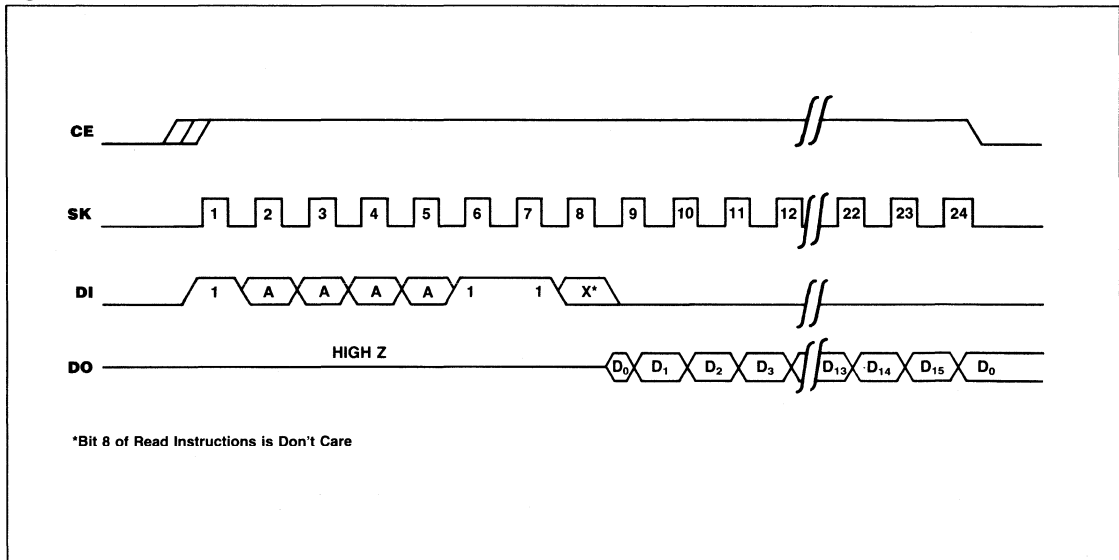 CE
SK 1 2 3 4 5 6 7 8 9 10 11 12 22 23 24
DI 1 A A A A 1 1 X*
HIGH Z
DO D₀ D₁ D₂ D₃ D₁₃ D₁₄ D₁₅ D₀
*Bit 8 of Read Instructions is Don't Care